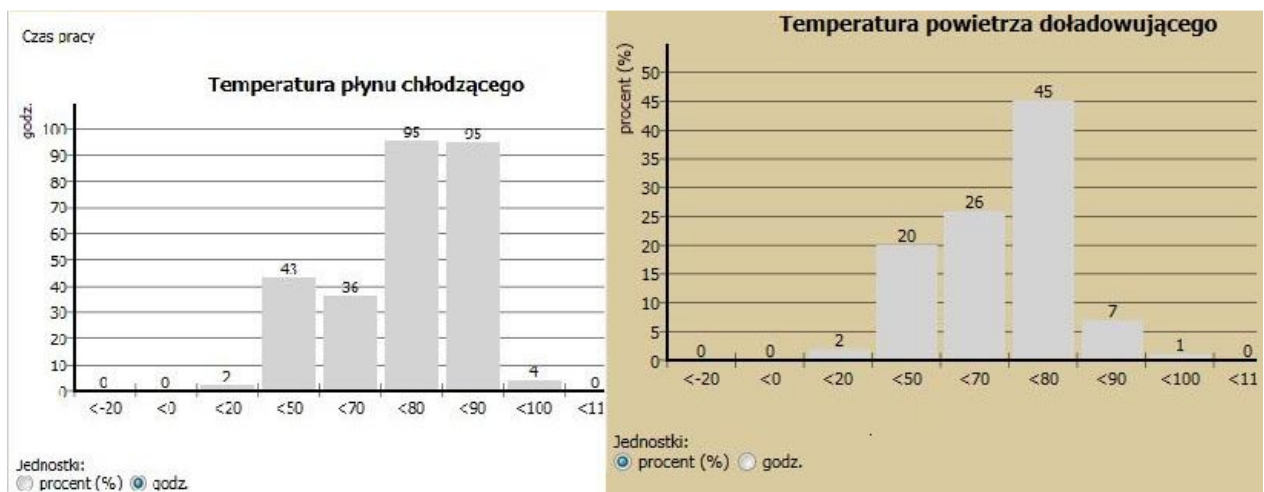 Czas pracy
Temperatura płynu chłodzącego
godz.
100
90
80
70
60
50
40
30
20
10
0
0 0 2 43 36 95 95 4 0
<-20 <0 <20 <50 <70 <80 <90 <100 <11
Jednostki:
procent (%) godz.
Temperatura powietrza doładowującego
procent (%)
50
45
40
35
30
25
20
15
10
5
0
0 0 2 20 26 45 7 1 0
<-20 <0 <20 <50 <70 <80 <90 <100 <11
Jednostki:
procent (%) godz.